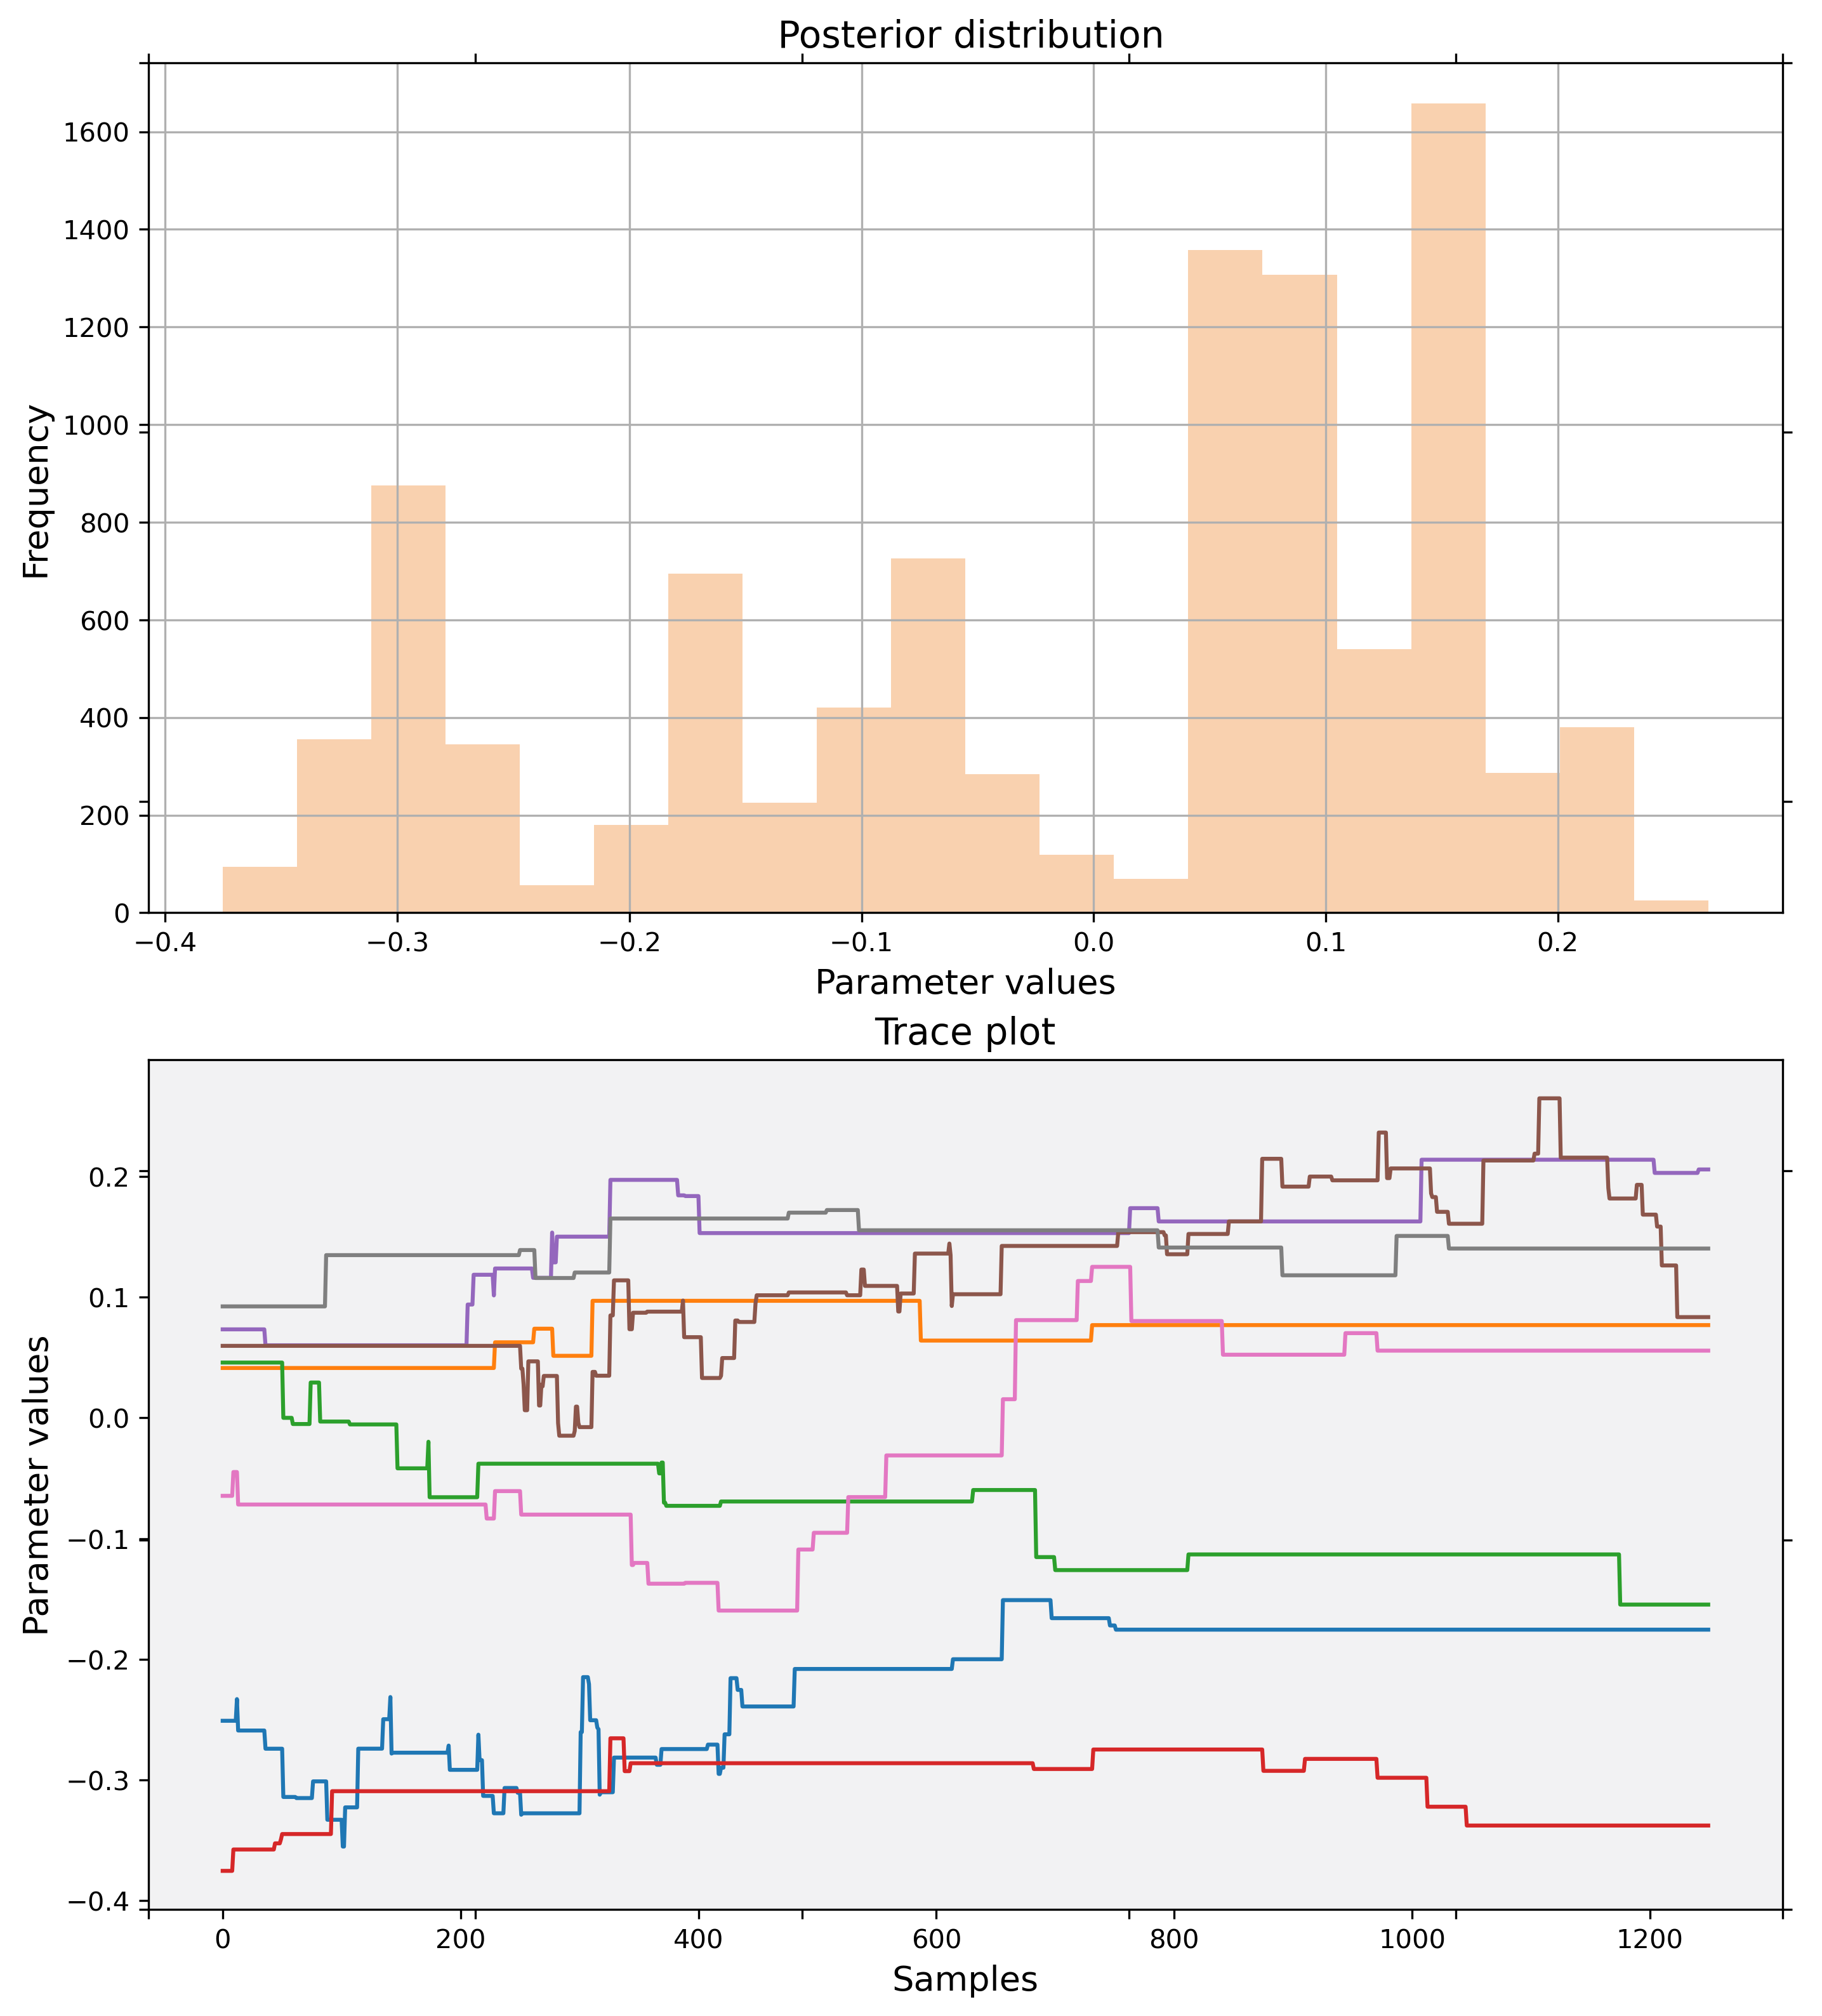 Posterior distribution
1600
1400
1200
1000
800
600
400
200
0
Frequency
−0.4 −0.3 −0.2 −0.1 0.0 0.1 0.2
Parameter values
Trace plot
0.2
0.1
0.0
−0.1
−0.2
−0.3
−0.4
Parameter values
0 200 400 600 800 1000 1200
Samples